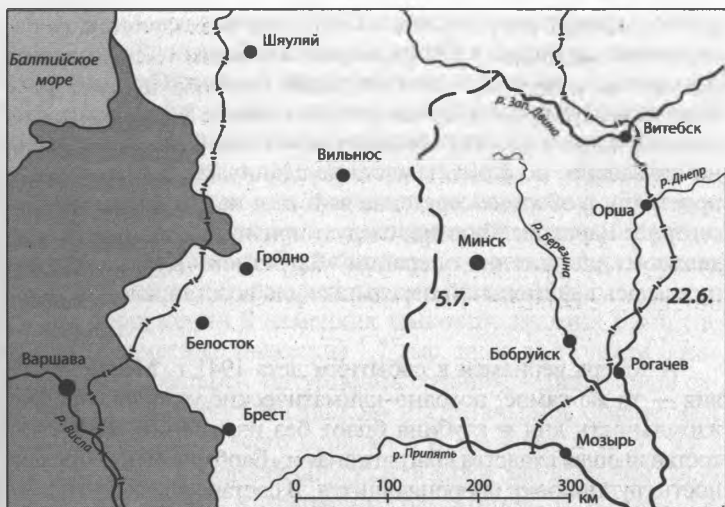 Шяуляй
Балтийское
море
р. Зап. Двина
Витебск
Вильнюс
р. Днепр
Орша
р. Березина
Минск
Гродно
5.7.
22.6.
Белосток
Бобруйск
Варшава
Рогачев
Брест
р. Висла
Мозырь
р. Припять
0 100 200 300
км